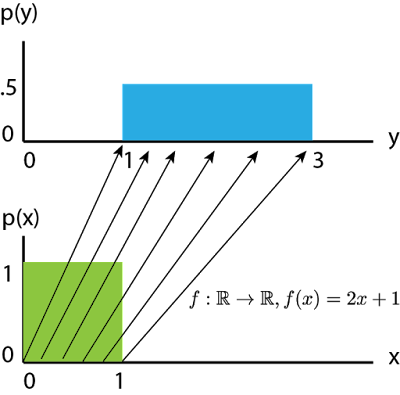 p(y)
.5
0
0 1 3 y
p(x)
1
f : ℝ → ℝ, f(x) = 2x + 1
0
0 1 x